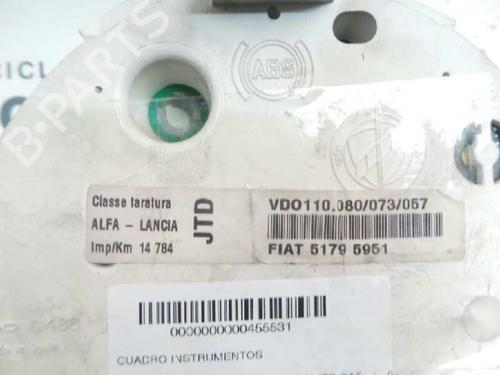 ICICL
B-PARTS
ABS
Classe taratura
ALFA - LANCIA
Imp/Km 14 784
JTD
VDO110.080/073/057
FIAT 5179 5951
0000000000455531
CUADRO INSTRUMENTOS